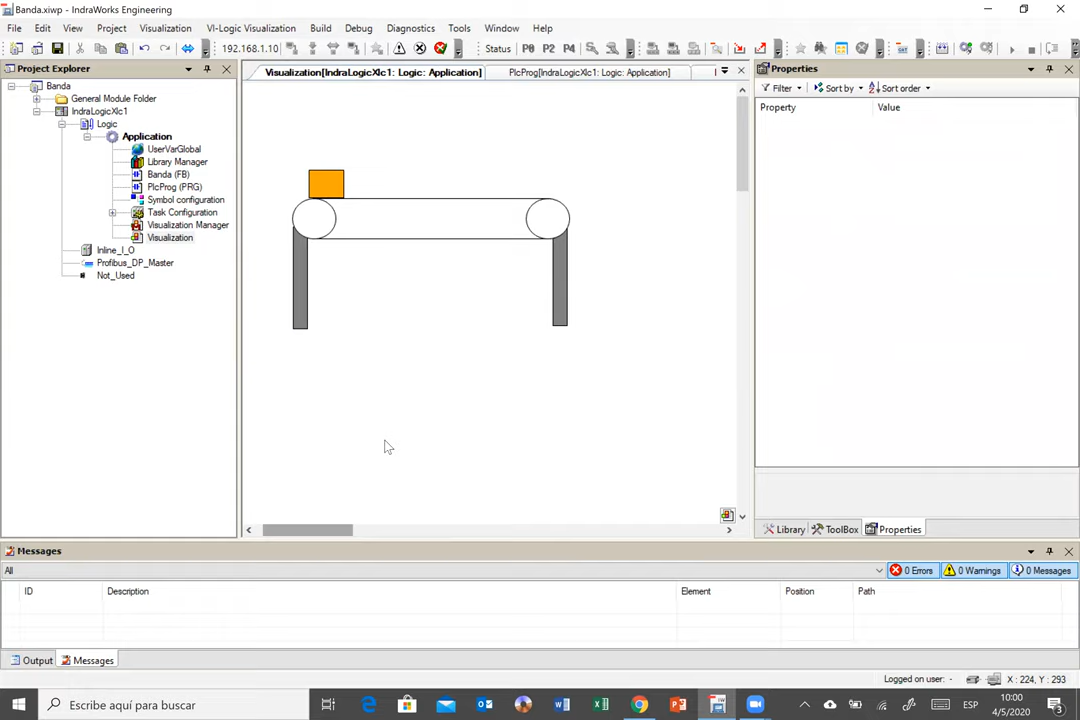 Banda.xiwp - IndraWorks Engineering
File Edit View Project Visualization VI-Logic Visualization Build Debug Diagnostics Tools Window Help
192.168.1.10 Status P0 P2 P4
Project Explorer
Banda
General Module Folder
IndraLogicXlc1
Logic
Application
UserVarGlobal
Library Manager
Banda (FB)
PlcProg (PRG)
Symbol configuration
Task Configuration
Visualization Manager
Visualization
Inline_I_O
Profibus_DP_Master
Not_Used
Visualization[IndraLogicXlc1: Logic: Application]
PlcProg[IndraLogicXlc1: Logic: Application]
Properties
Filter Sort by Sort order
Property Value
Library ToolBox Properties
Messages
All
0 Errors 0 Warnings 0 Messages
ID Description Element Position Path
Output Messages
Logged on user: - X : 224, Y : 293
Escribe aquí para buscar
ESP
10:00
4/5/2020
3